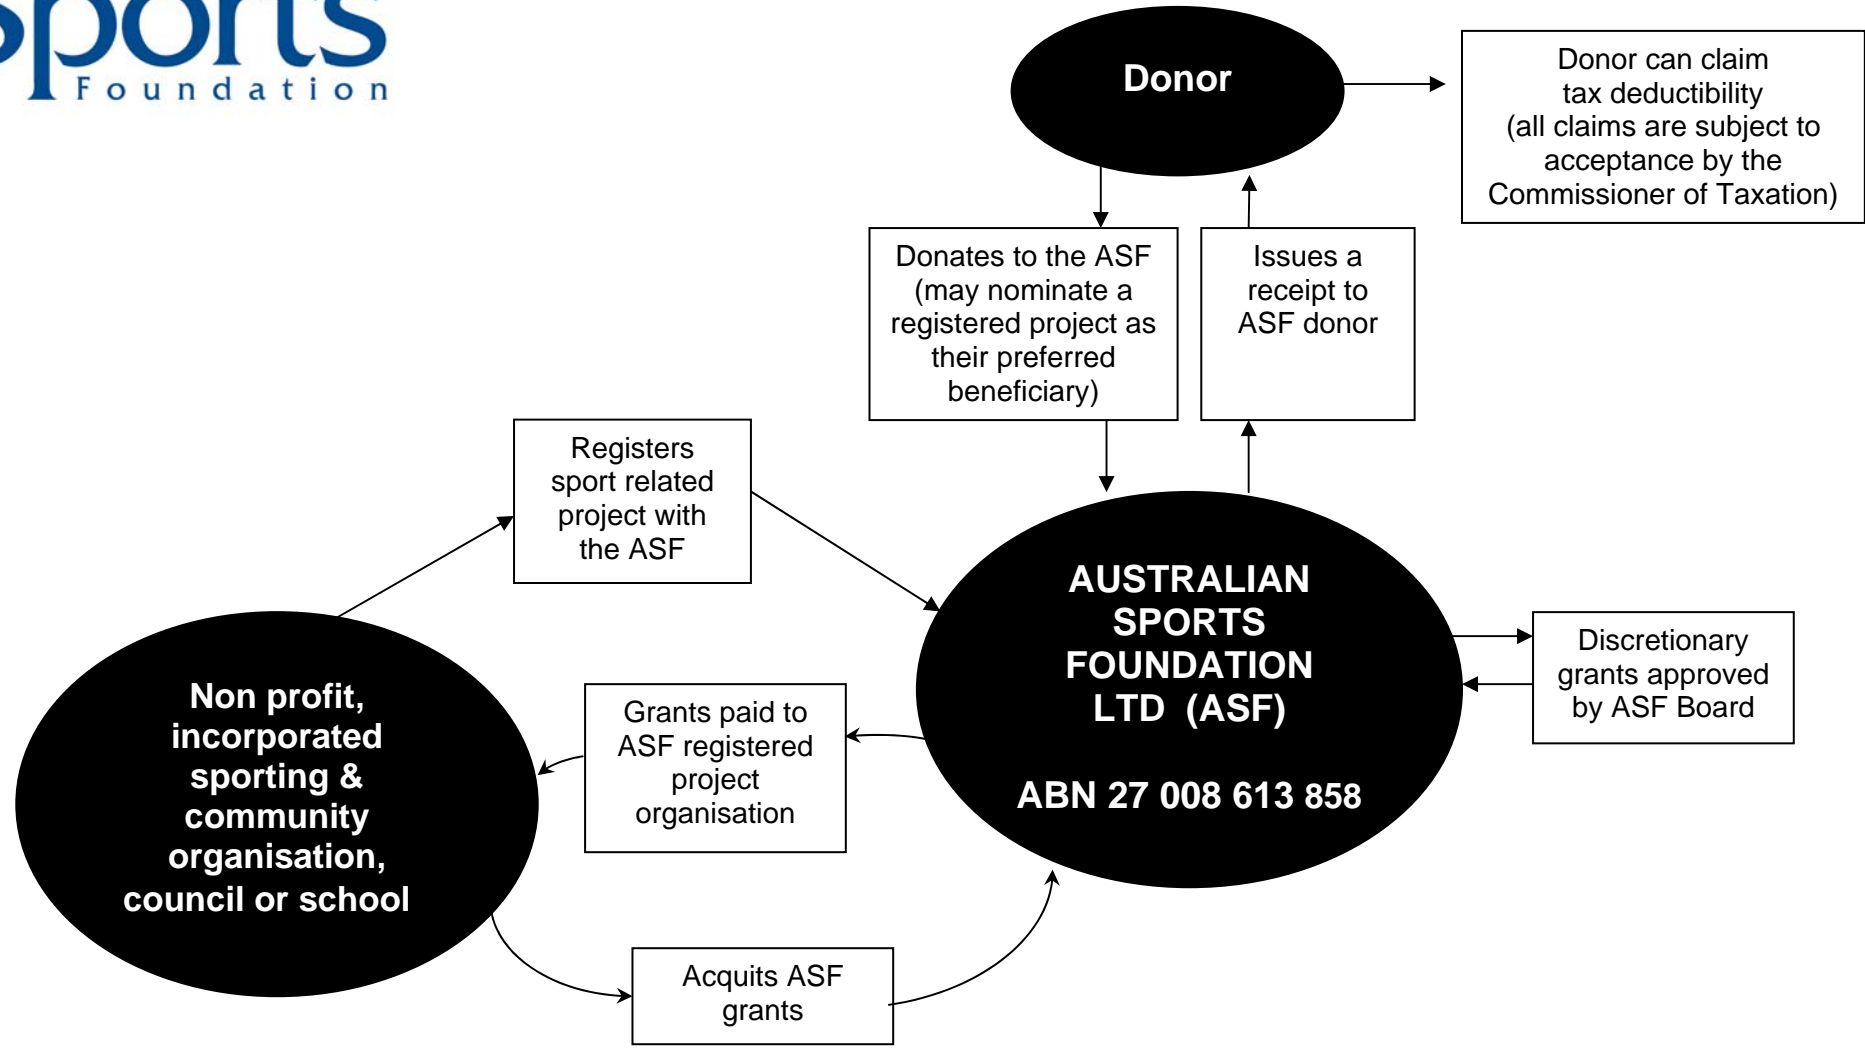 Sports
Foundation
Donor
Donor can claim
tax deductibility
(all claims are subject to
acceptance by the
Commissioner of Taxation)
Donates to the ASF
(may nominate a
registered project as
their preferred
beneficiary)
Issues a
receipt to
ASF donor
Registers
sport related
project with
the ASF
AUSTRALIAN
SPORTS
FOUNDATION
LTD (ASF)
ABN 27 008 613 858
Discretionary
grants approved
by ASF Board
Non profit,
incorporated
sporting &
community
organisation,
council or school
Grants paid to
ASF registered
project
organisation
Acquits ASF
grants